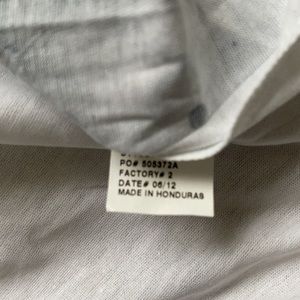 PO# 505372A
FACTORY# 2
DATE# 06/12
MADE IN HONDURAS